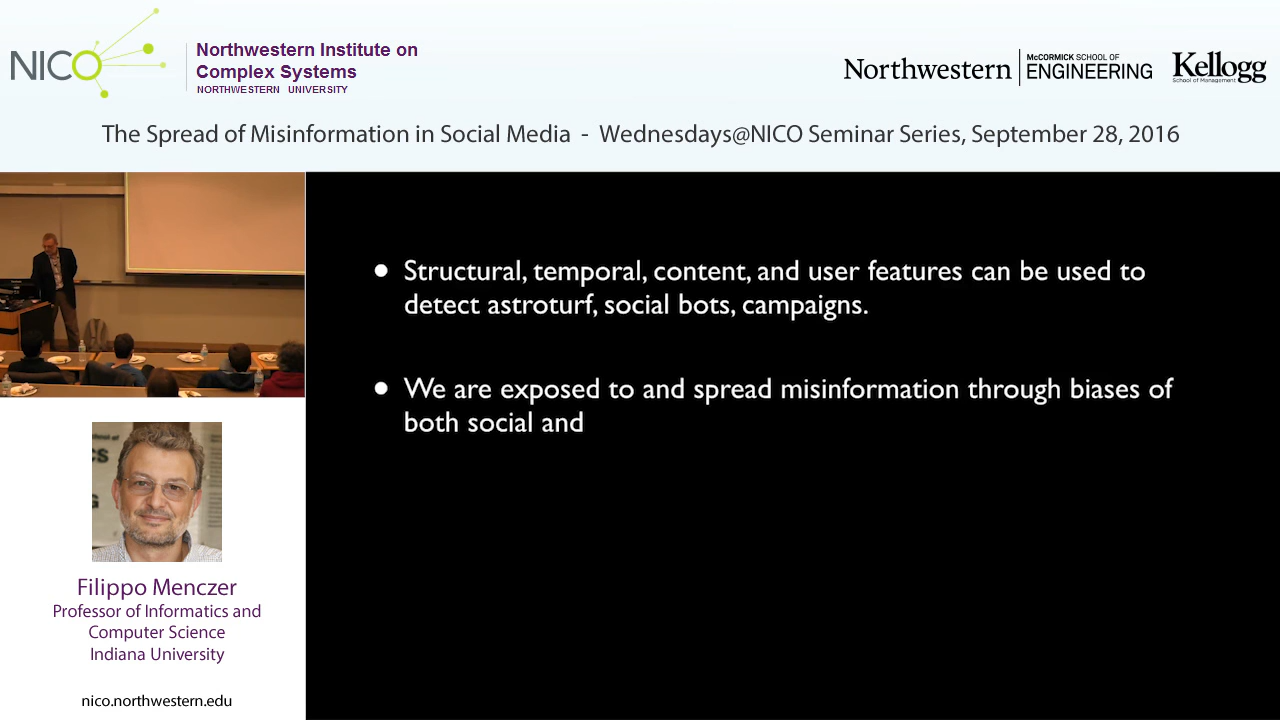 NICO
Northwestern Institute on
Complex Systems
NORTHWESTERN UNIVERSITY
Northwestern
McCORMICK SCHOOL OF
ENGINEERING
Kellogg
School of Management
The Spread of Misinformation in Social Media - Wednesdays@NICO Seminar Series, September 28, 2016
• Structural, temporal, content, and user features can be used to
detect astroturf, social bots, campaigns.
• We are exposed to and spread misinformation through biases of
both social and
Filippo Menczer
Professor of Informatics and
Computer Science
Indiana University
nico.northwestern.edu